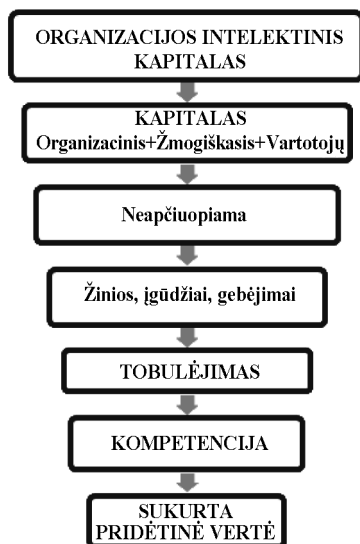 ORGANIZACIJOS INTELEKTINIS
KAPITALAS
KAPITALAS
Organizacinis+Žmogiškasis+Vartotojų
Neapčiuopiama
Žinios, įgūdžiai, gebėjimai
TOBULĖJIMAS
KOMPETENCIJA
SUKURTA
PRIDĖTINĖ VERTĖ